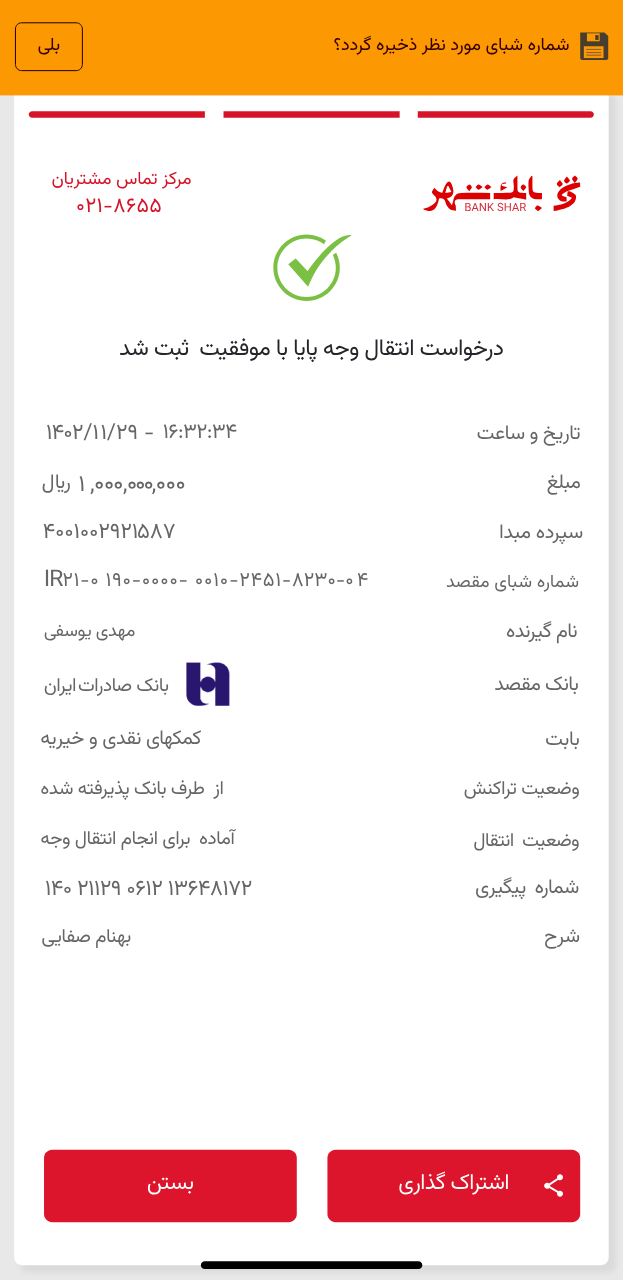 شماره شبای مورد نظر ذخیره گردد؟ بلی
بانک شهر
BANK SHAR
مرکز تماس مشتریان
۰۲۱-۸۶۵۵
درخواست انتقال وجه پایا با موفقیت ثبت شد
تاریخ و ساعت ۱۴۰۲/۱۱/۲۹ - ۱۶:۳۲:۳۴
مبلغ ۱,۰۰۰,۰۰۰,۰۰۰ ریال
سپرده مبدا ۴۰۰۱۰۰۲۹۲۱۵۸۷
شماره شبای مقصد IR۲۱-۰ ۱۹۰-۰۰۰۰- ۰۰۱۰-۲۴۵۱-۸۲۳۰-۰۴
نام گیرنده مهدی یوسفی
بانک مقصد بانک صادرات ایران
بابت کمکهای نقدی و خیریه
وضعیت تراکنش از طرف بانک پذیرفته شده
وضعیت انتقال آماده برای انجام انتقال وجه
شماره پیگیری ۱۴۰ ۲۱۱۲۹ ۰۶۱۲ ۱۳۶۴۸۱۷۲
شرح بهنام صفایی
اشتراک گذاری بستن